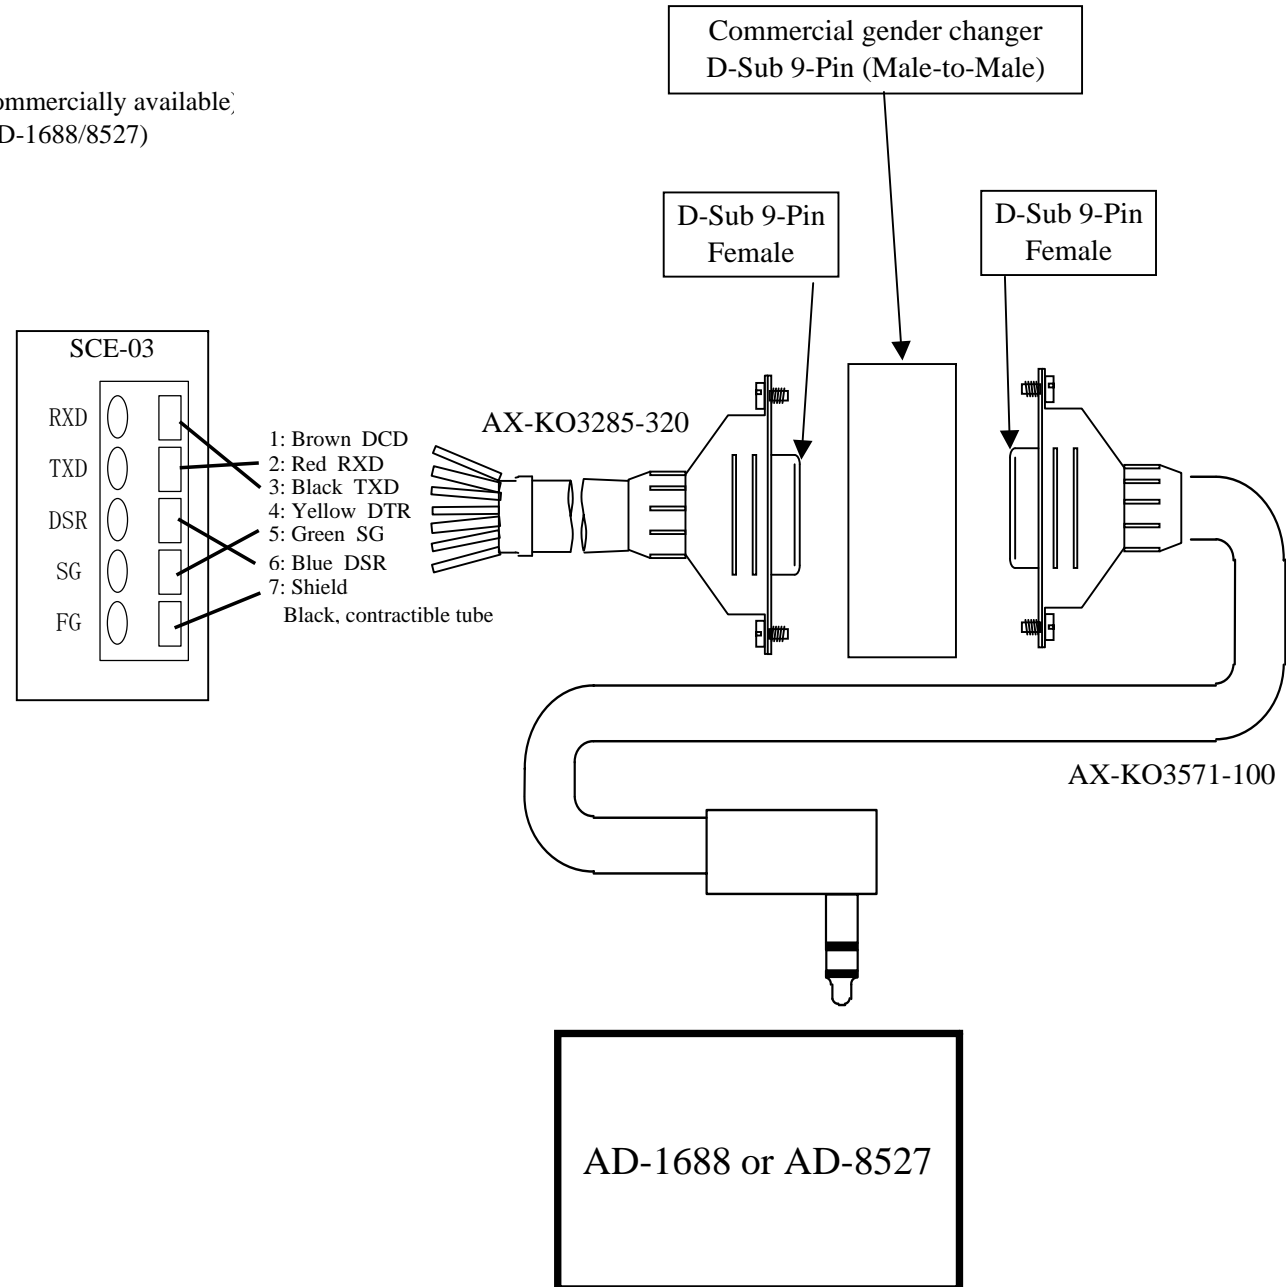 Commercial gender changer
D-Sub 9-Pin (Male-to-Male)
commercially available)
D-1688/8527)
D-Sub 9-Pin
Female
D-Sub 9-Pin
Female
SCE-03
RXD
TXD
DSR
SG
FG
1: Brown DCD
2: Red RXD
3: Black TXD
4: Yellow DTR
5: Green SG
6: Blue DSR
7: Shield
Black, contractible tube
AX-KO3285-320
AX-KO3571-100
AD-1688 or AD-8527